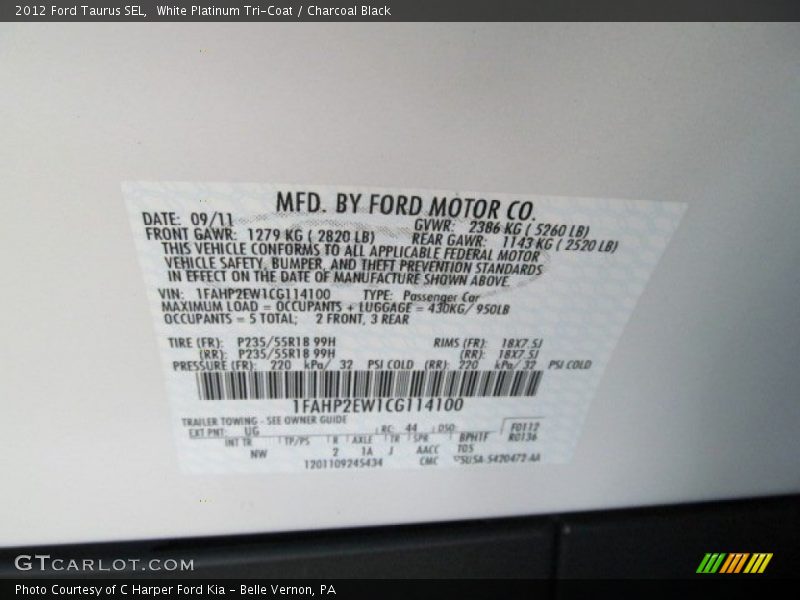 2012 Ford Taurus SEL, White Platinum Tri-Coat / Charcoal Black
MFD. BY FORD MOTOR CO.
DATE: 09/11 GVWR: 2386 KG ( 5260 LB)
FRONT GAWR: 1279 KG ( 2820 LB) REAR GAWR: 1143 KG ( 2520 LB)
THIS VEHICLE CONFORMS TO ALL APPLICABLE FEDERAL MOTOR
VEHICLE SAFETY, BUMPER, AND THEFT PREVENTION STANDARDS
IN EFFECT ON THE DATE OF MANUFACTURE SHOWN ABOVE.
VIN: 1FAHP2EW1CG114100 TYPE: Passenger Car
MAXIMUM LOAD = OCCUPANTS + LUGGAGE = 430KG/ 950LB
OCCUPANTS = 5 TOTAL; 2 FRONT, 3 REAR
TIRE (FR): P235/55R18 99H RIMS (FR): 18X7.5J
(RR): P235/55R18 99H (RR): 18X7.5J
PRESSURE (FR): 220 kPa/ 32 PSI COLD (RR): 220 kPa/ 32 PSI COLD
1FAHP2EW1CG114100
TRAILER TOWING - SEE OWNER GUIDE
EXT PNT: UG RC: 44 DSO: F0112
R0136
INT TR TP/PS R AXLE TR SPR BPHTF
NW 2 1A J AACC TOS
1201109245434 CMC
GTCARLOT.COM
Photo Courtesy of C Harper Ford Kia - Belle Vernon, PA